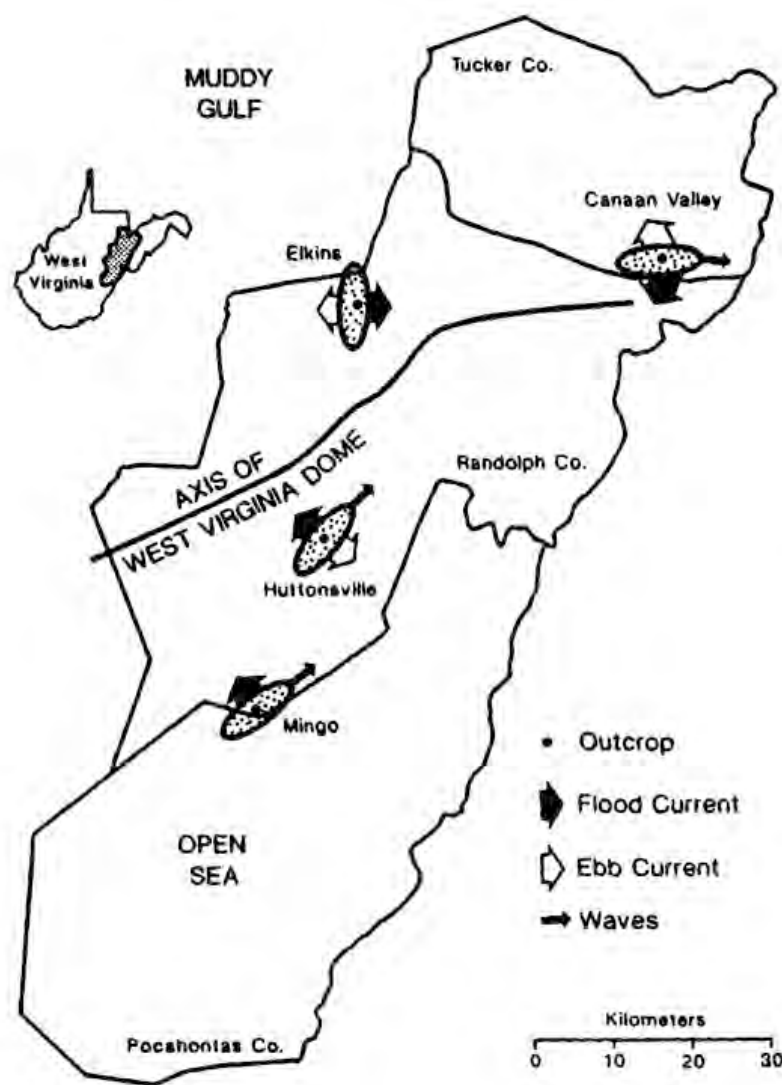 MUDDY
GULF
Tucker Co.
Canaan Valley
West
Virginia
Elkins
AXIS OF
WEST VIRGINIA DOME
Randolph Co.
Huttonsville
Mingo
Outcrop
Flood Current
OPEN
SEA
Ebb Current
Waves
Kilometers
Pocahontas Co.
0 10 20 30